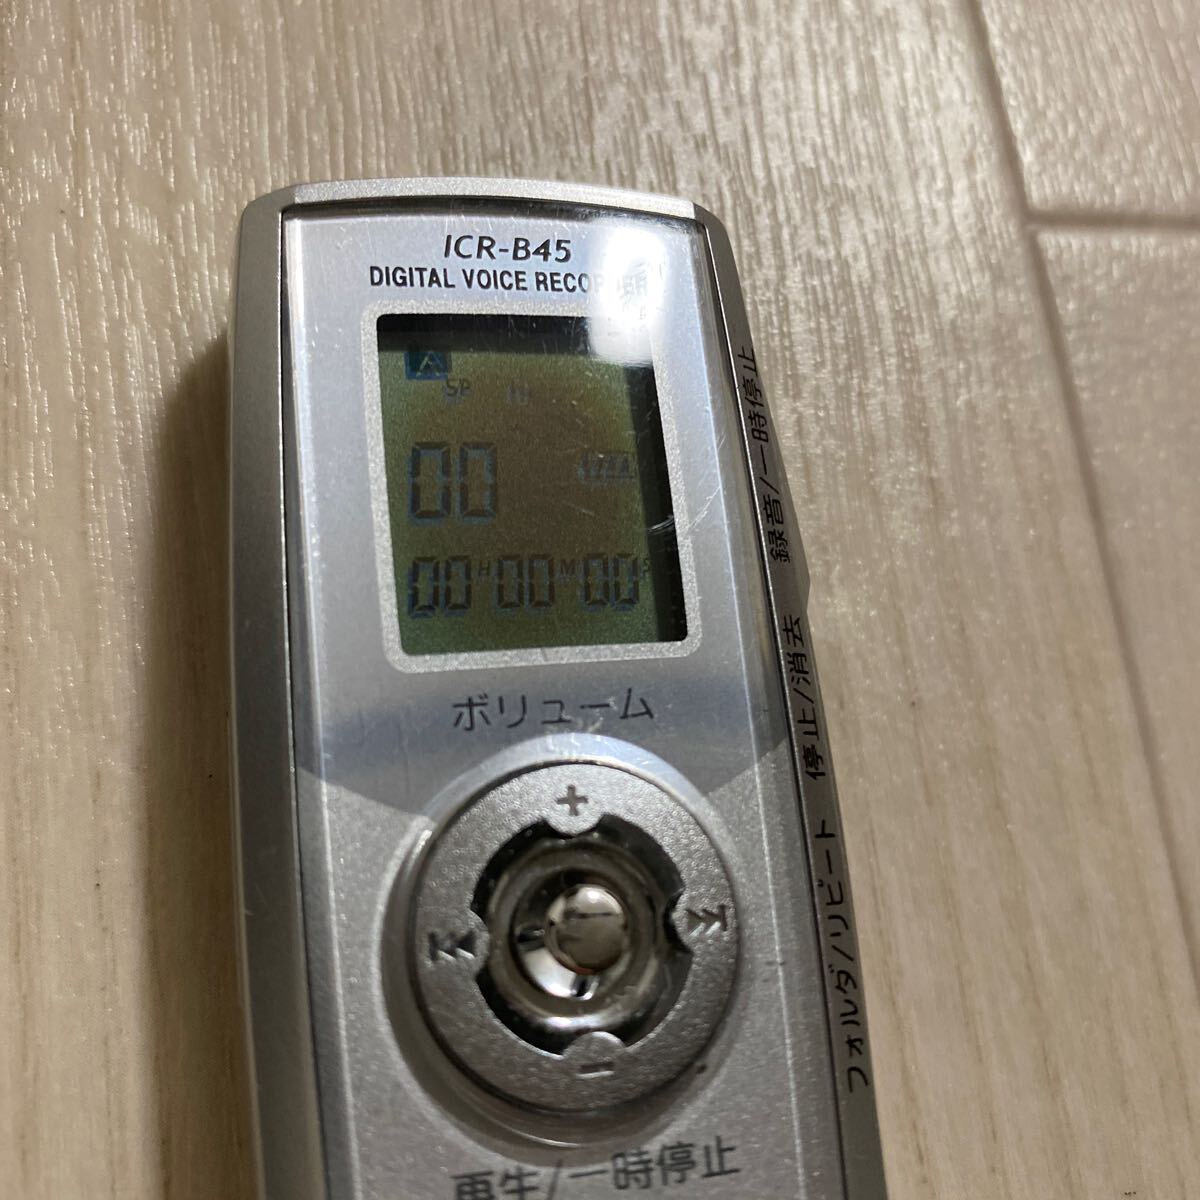 ICR-B45
DIGITAL VOICE RECORDER
A
SP
00
00H00M00S
ボリューム
+
−
再生/一時停止
録音/一時停止
停止/消去
フォルダ/リピート